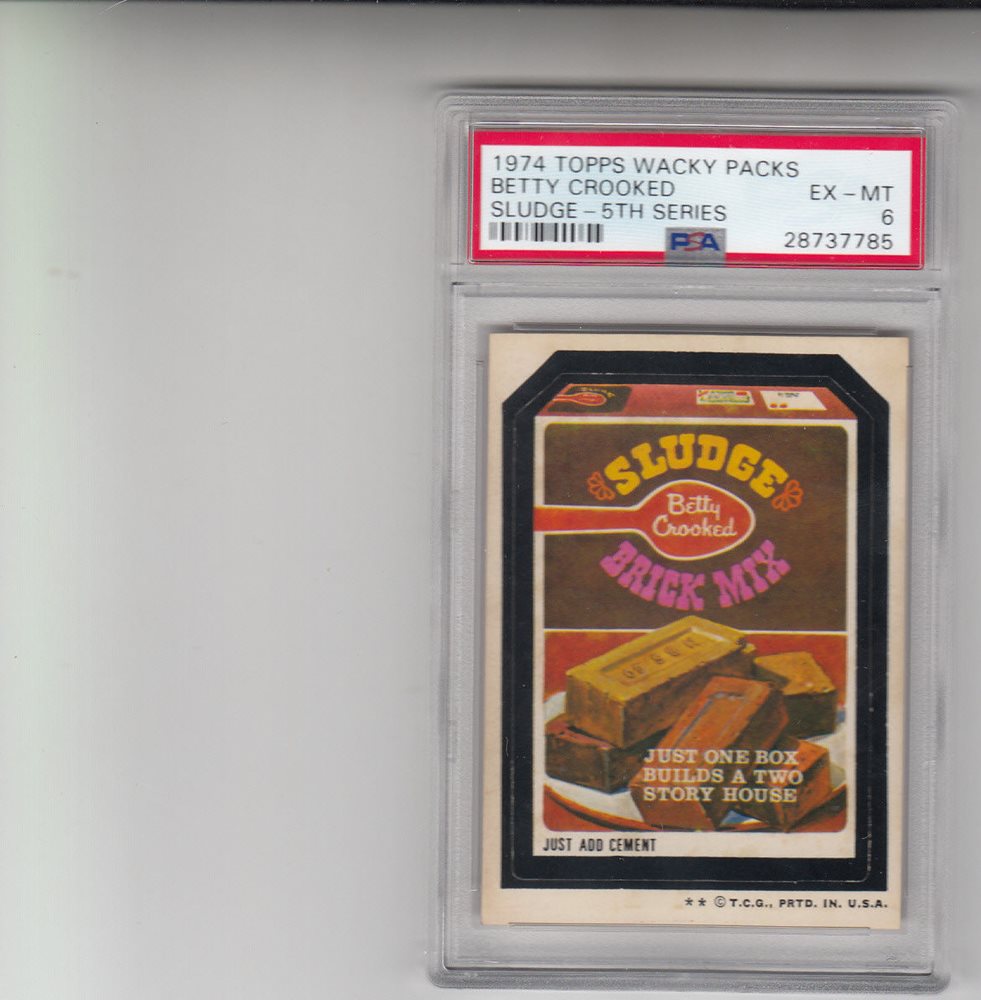 1974 TOPPS WACKY PACKS
BETTY CROOKED EX - MT
SLUDGE - 5TH SERIES 6
PSA 28737785
SLUDGE
Betty
Crooked
BRICK MIX
JUST ONE BOX
BUILDS A TWO
STORY HOUSE
JUST ADD CEMENT
** © T.C.G., PRTD. IN. U.S.A.